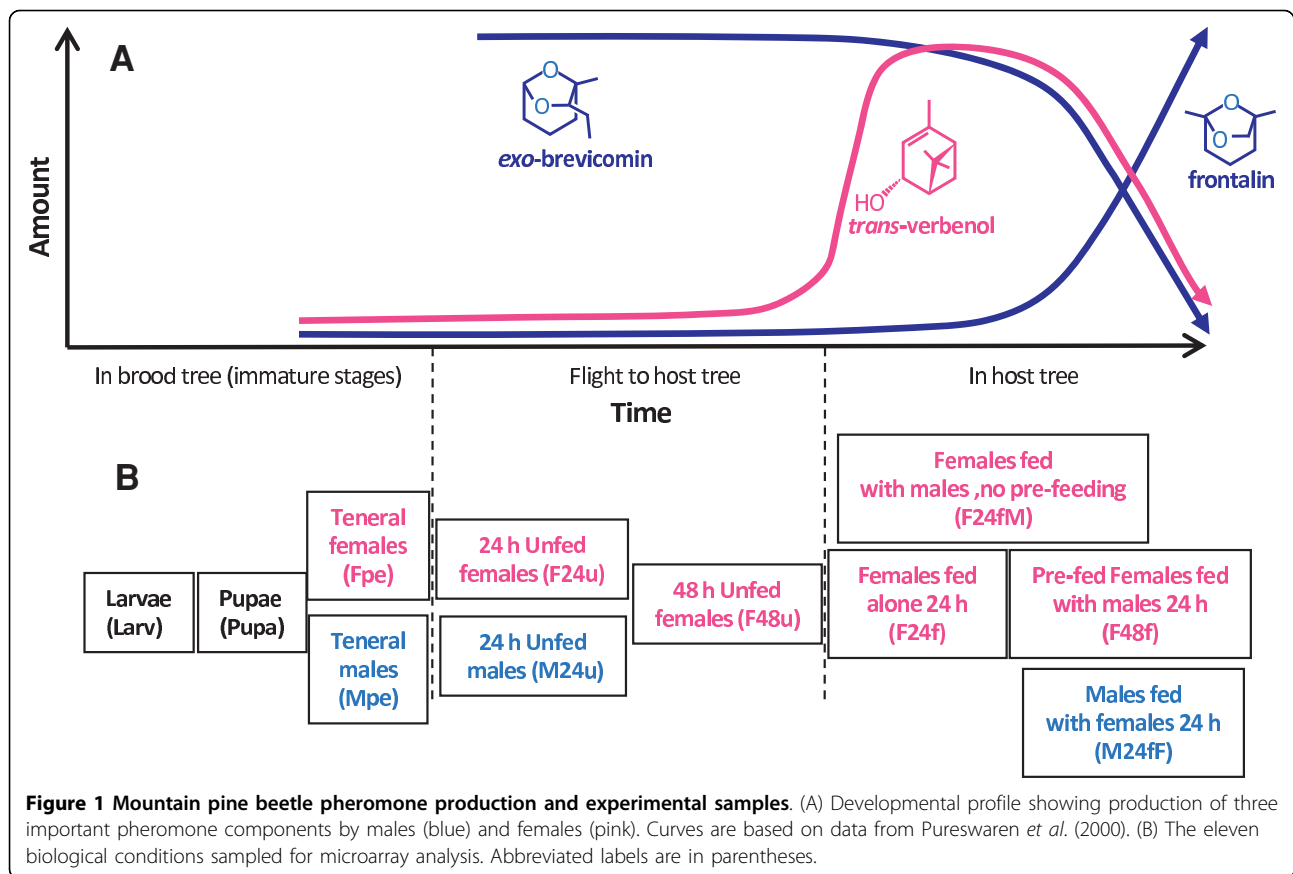 A
Amount
O
O
exo-brevicomin
HO
trans-verbenol
O
O
frontalin
In brood tree (immature stages)
Flight to host tree
In host tree
Time
B
Larvae
(Larv)
Pupae
(Pupa)
Teneral
females
(Fpe)
Teneral
males
(Mpe)
24 h Unfed
females (F24u)
24 h Unfed
males (M24u)
48 h Unfed
females (F48u)
Females fed
with males ,no pre-feeding
(F24fM)
Females fed
alone 24 h
(F24f)
Pre-fed Females fed
with males 24 h
(F48f)
Males fed
with females 24 h
(M24fF)
Figure 1 Mountain pine beetle pheromone production and experimental samples. (A) Developmental profile showing production of three
important pheromone components by males (blue) and females (pink). Curves are based on data from Pureswaren et al. (2000). (B) The eleven
biological conditions sampled for microarray analysis. Abbreviated labels are in parentheses.